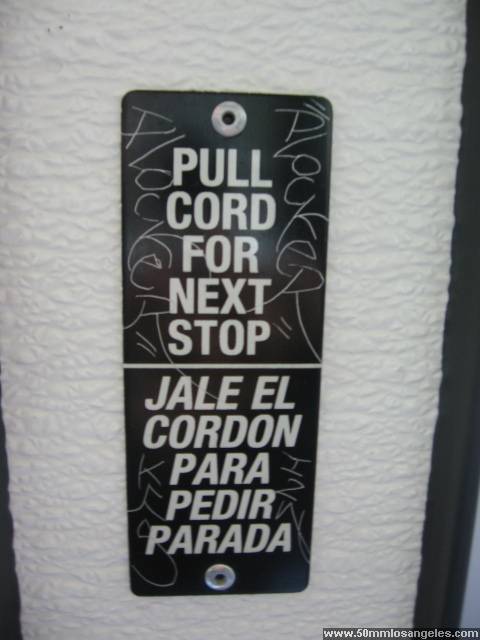 PULL
CORD
FOR
NEXT
STOP
JALE EL
CORDON
PARA
PEDIR
PARADA
www.50mmlosangeles.com